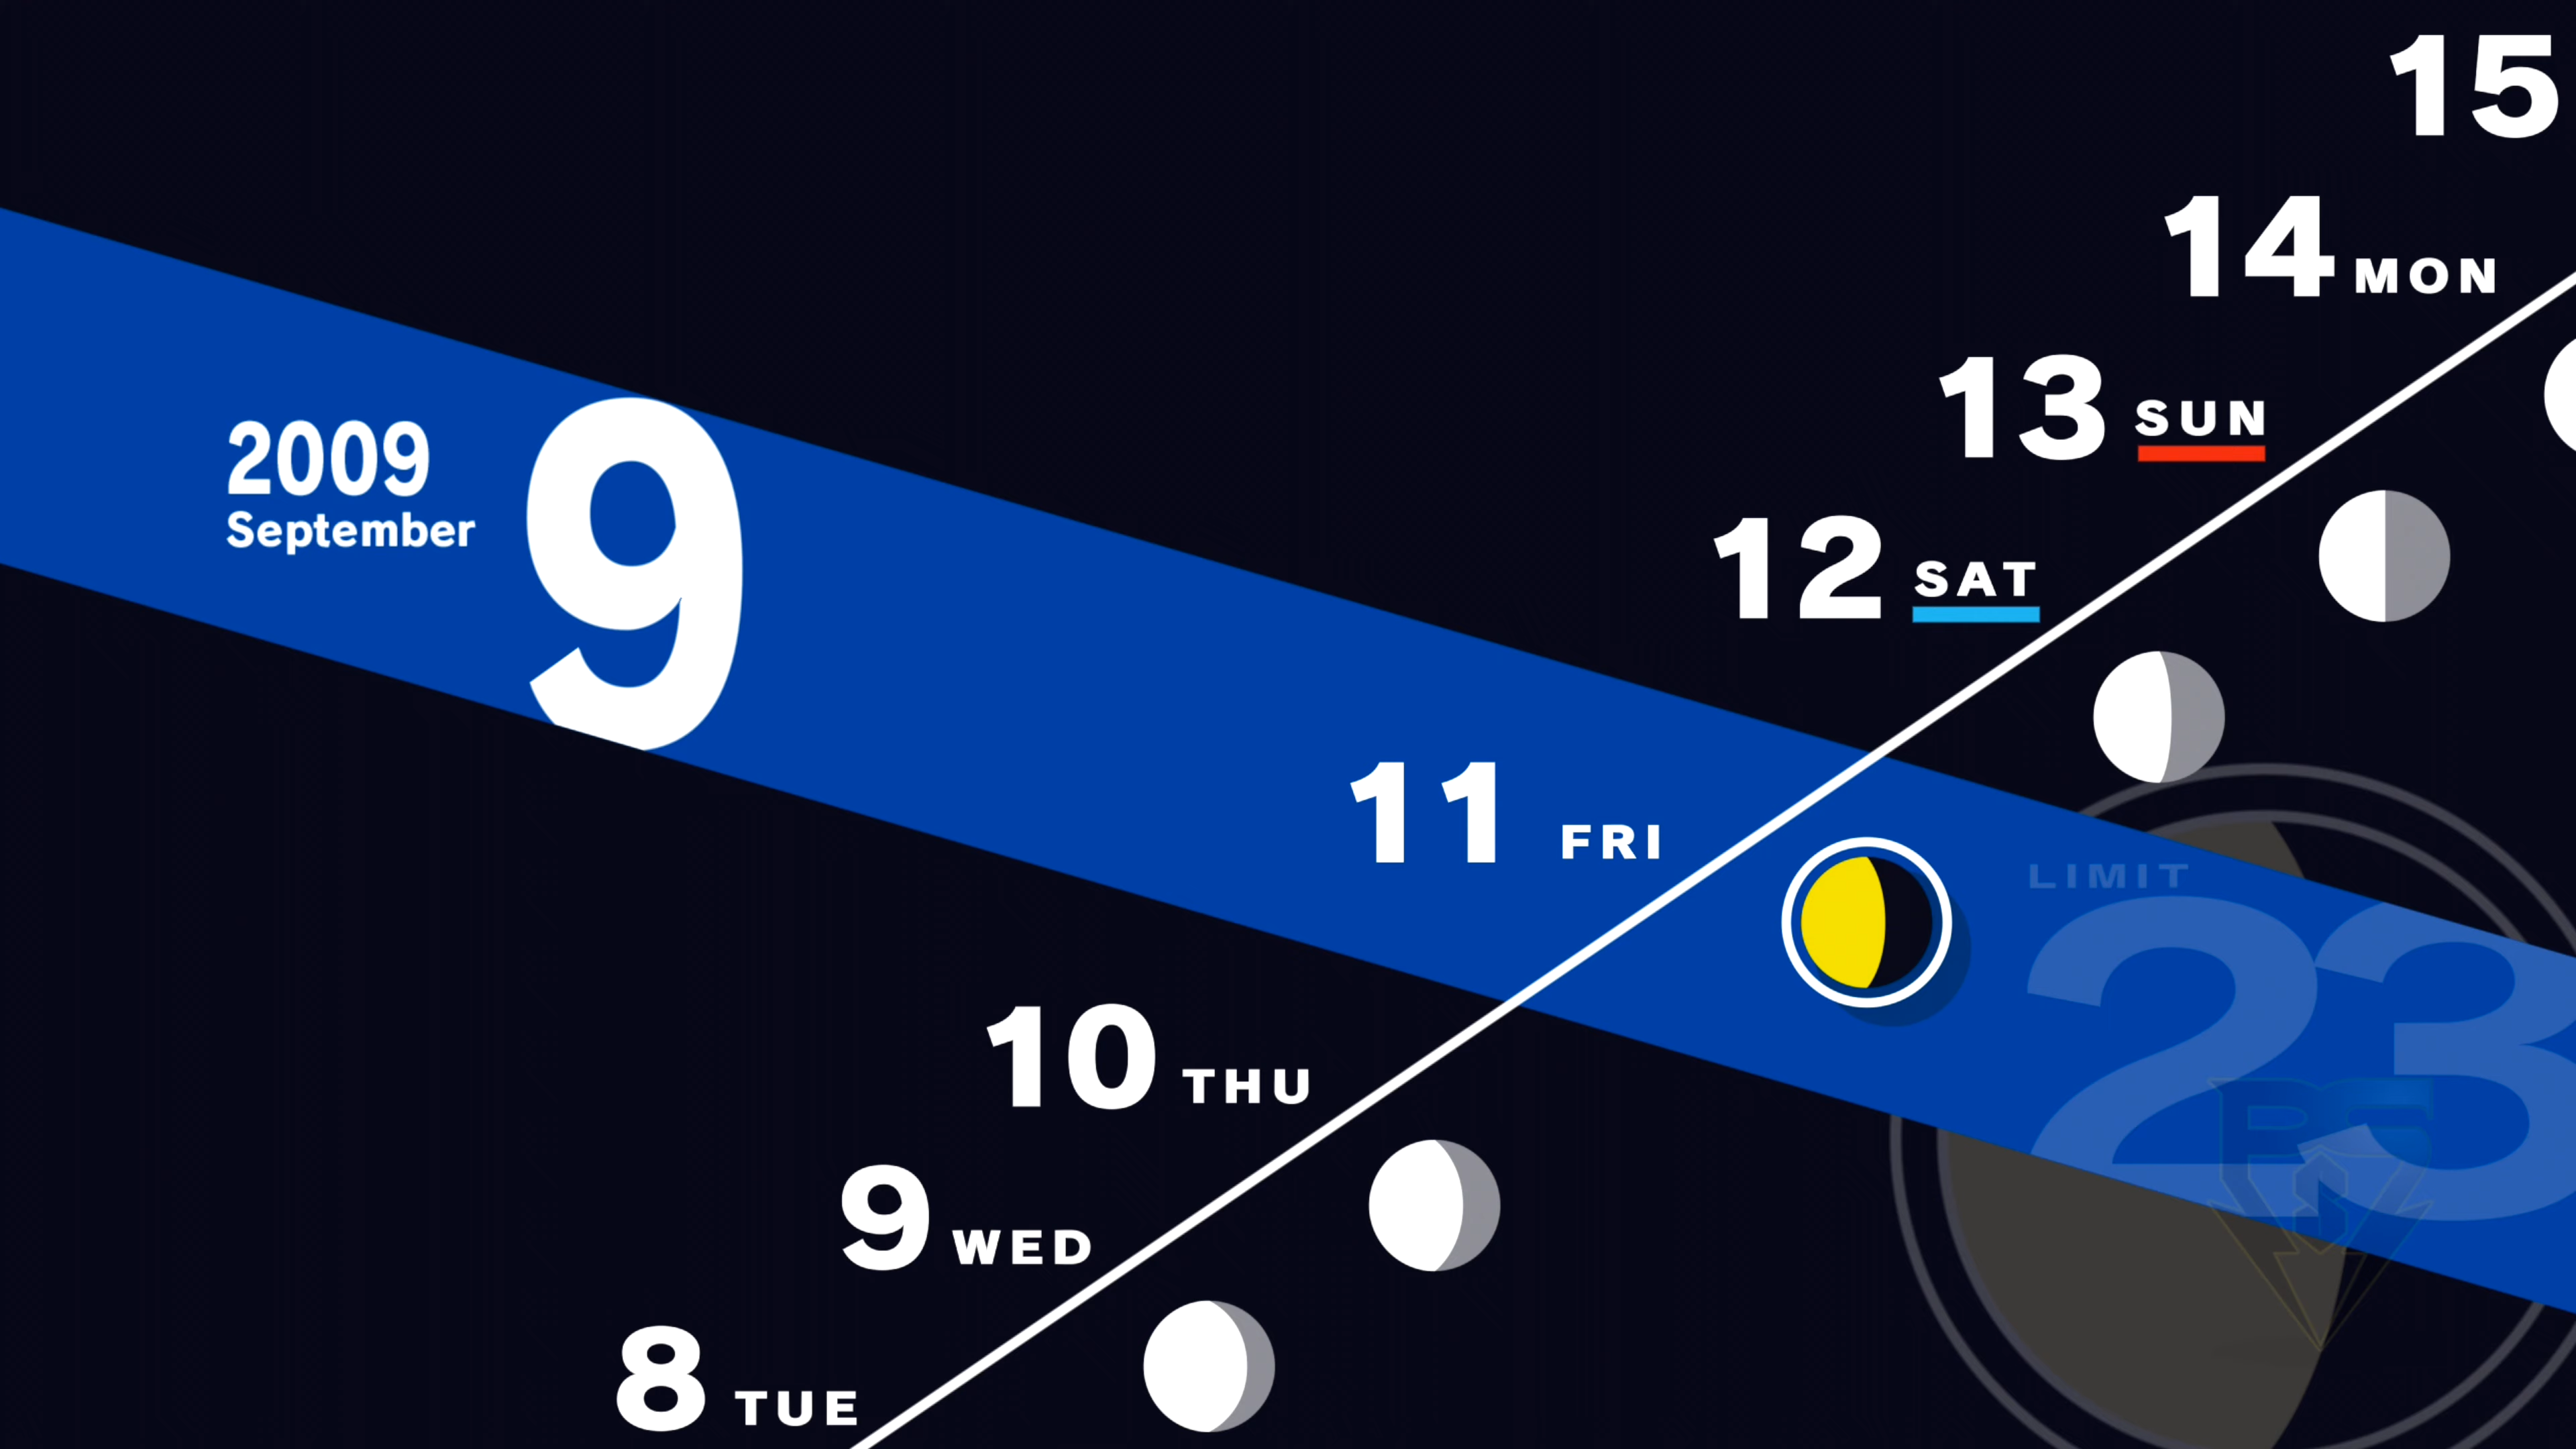 15
14 MON
13 SUN
2009
September
9
12 SAT
11 FRI
LIMIT
23
10 THU
9 WED
8 TUE